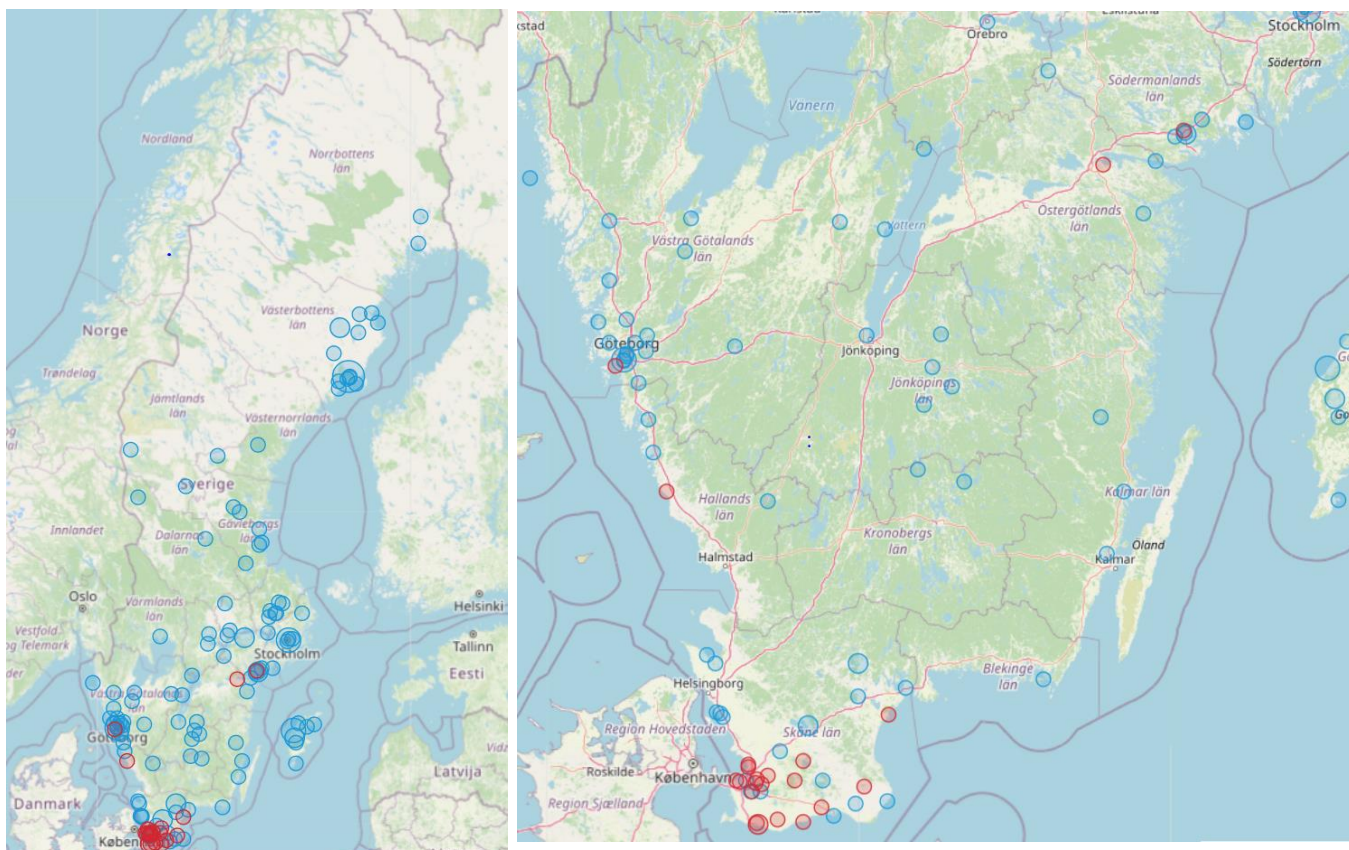 Nordland
Norrbottens
län
Västerbottens
län
Norge
Trøndelag
Jämtlands
län
Västernorrlands
län
Sverige
Innlandet
Dalarnas
län
Gävleborgs
län
Oslo
Värmlands
län
Helsinki
Vestfold
og Telemark
Tallinn
Stockholm
Eesti
Västra Götalands
län
Göteborg
Latvija
Danmark
Københ
kstad
Örebro
Stockholm
Södertörn
Södermanlands
län
Vänern
Östergötlands
län
Vättern
Västra Götalands
län
Göteborg
Jönköping
Jönköpings
län
Hallands
län
Kalmar län
Kronobergs
län
Öland
Halmstad
Kalmar
Blekinge
län
Helsingborg
Region Hovedstaden
Skåne län
Roskilde
København
Region Sjælland